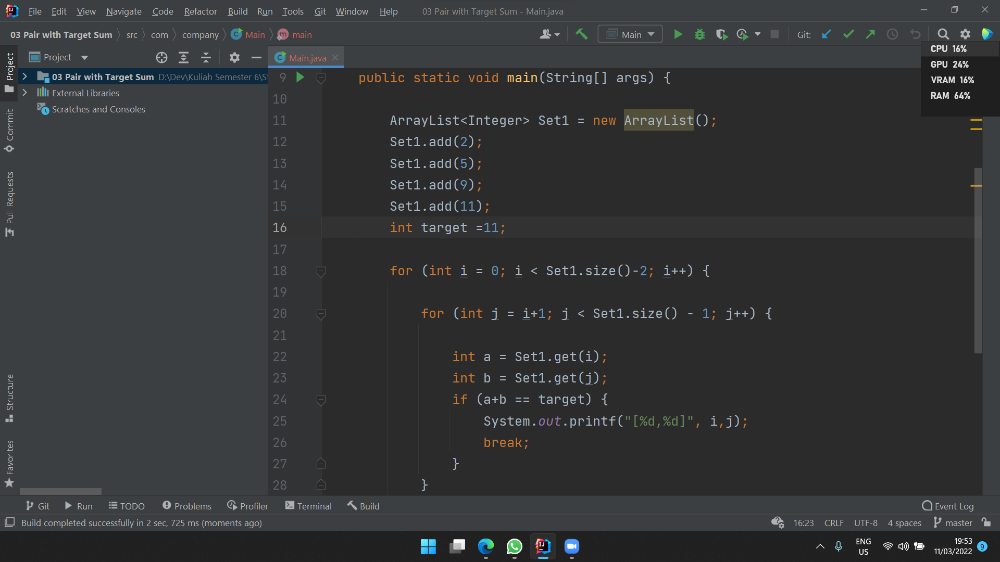 File Edit View Navigate Code Refactor Build Run Tools Git Window Help 03 Pair with Target Sum - Main.java
03 Pair with Target Sum src com company Main main Main Git:
CPU 16%
GPU 24%
VRAM 16%
RAM 64%
Project
Main.java
03 Pair with Target Sum D:\Dev\Kuliah Semester 6\St
External Libraries
Scratches and Consoles
Project
Commit
Pull Requests
Structure
Favorites
9 public static void main(String[] args) {
10
11 ArrayList<Integer> Set1 = new ArrayList();
12 Set1.add(2);
13 Set1.add(5);
14 Set1.add(9);
15 Set1.add(11);
16 int target =11;
17
18 for (int i = 0; i < Set1.size()-2; i++) {
19
20 for (int j = i+1; j < Set1.size() - 1; j++) {
21
22 int a = Set1.get(i);
23 int b = Set1.get(j);
24 if (a+b == target) {
25 System.out.printf("[%d,%d]", i,j);
26 break;
27 }
28 }
Git Run TODO Problems Profiler Terminal Build Event Log
Build completed successfully in 2 sec, 725 ms (moments ago) 16:23 CRLF UTF-8 4 spaces master
ENG
US
19:53
11/03/2022
9